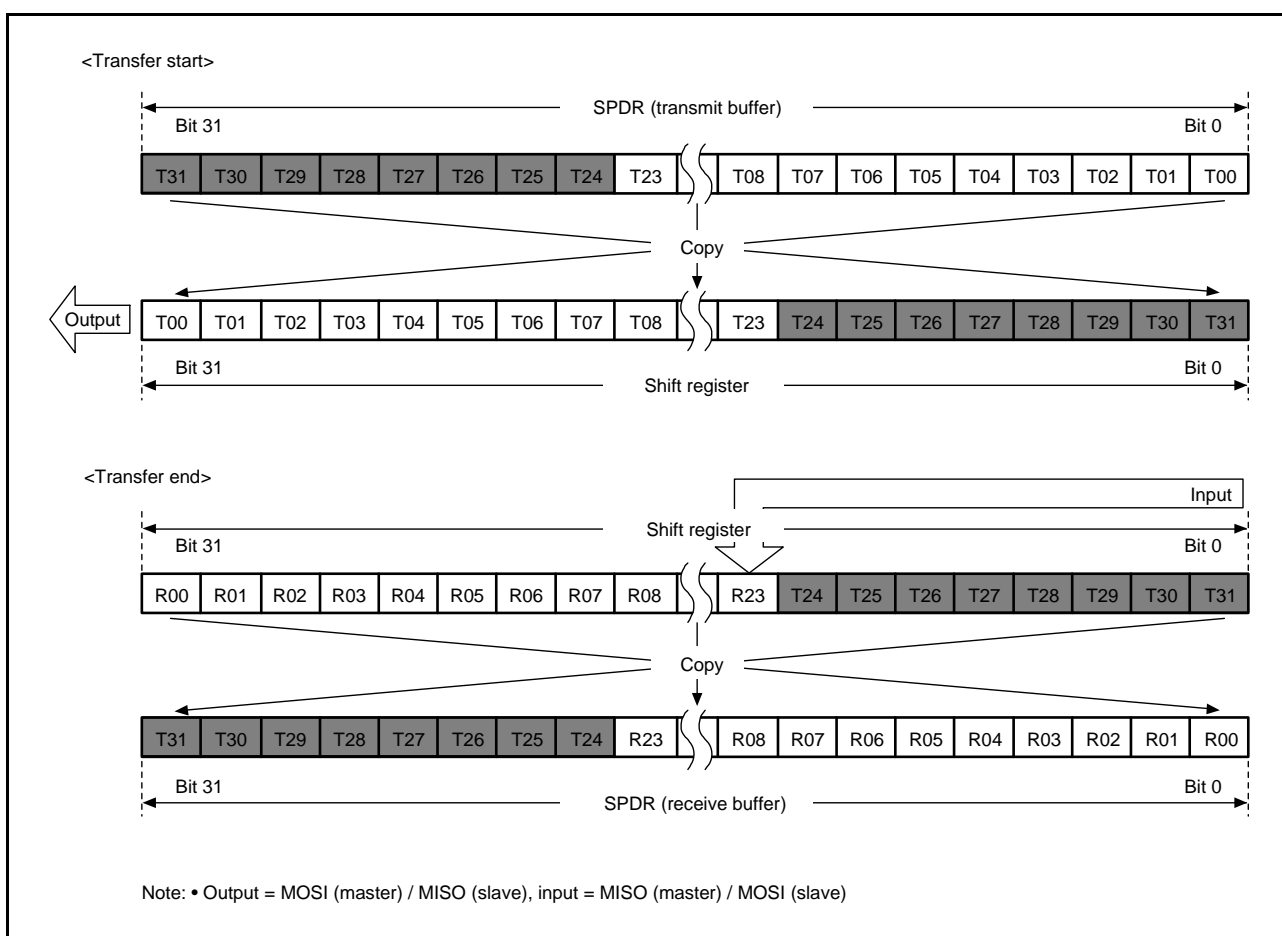 <Transfer start>
SPDR (transmit buffer)
Bit 31 Bit 0
T31 T30 T29 T28 T27 T26 T25 T24 T23 T08 T07 T06 T05 T04 T03 T02 T01 T00
Copy
Output T00 T01 T02 T03 T04 T05 T06 T07 T08 T23 T24 T25 T26 T27 T28 T29 T30 T31
Bit 31 Bit 0
Shift register
<Transfer end>
Input
Shift register
Bit 31 Bit 0
R00 R01 R02 R03 R04 R05 R06 R07 R08 R23 T24 T25 T26 T27 T28 T29 T30 T31
Copy
T31 T30 T29 T28 T27 T26 T25 T24 R23 R08 R07 R06 R05 R04 R03 R02 R01 R00
Bit 31 Bit 0
SPDR (receive buffer)
Note: • Output = MOSI (master) / MISO (slave), input = MISO (master) / MOSI (slave)